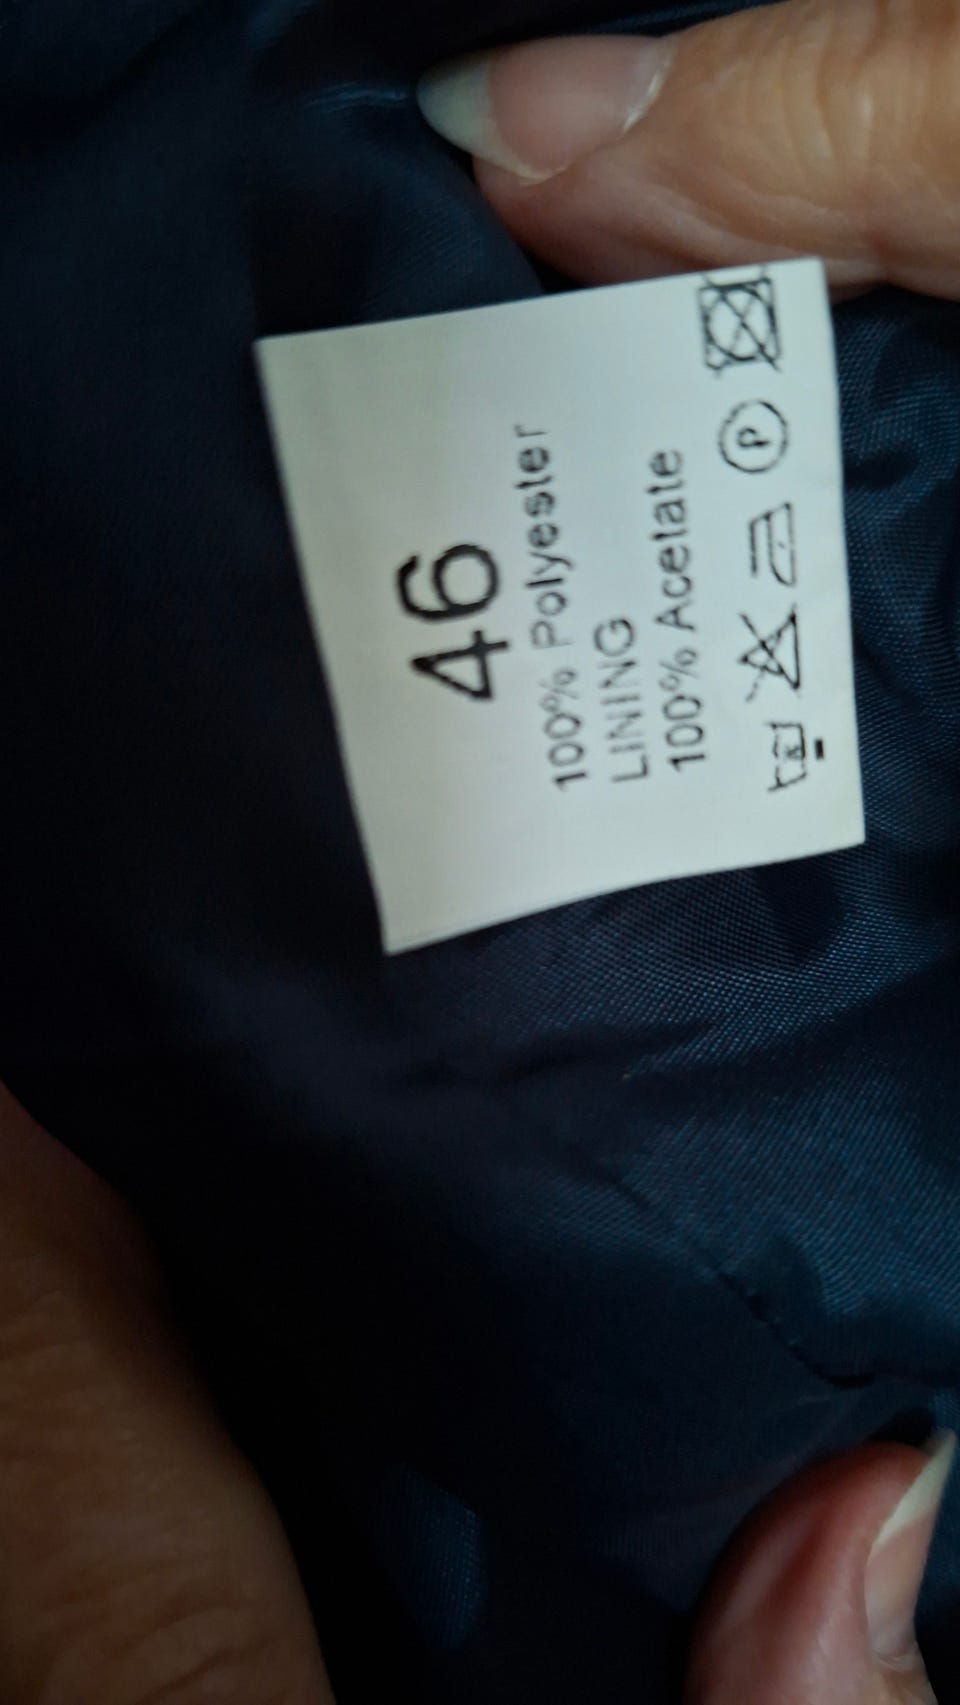 46
100% Polyester
LINING
100% Acetate
P